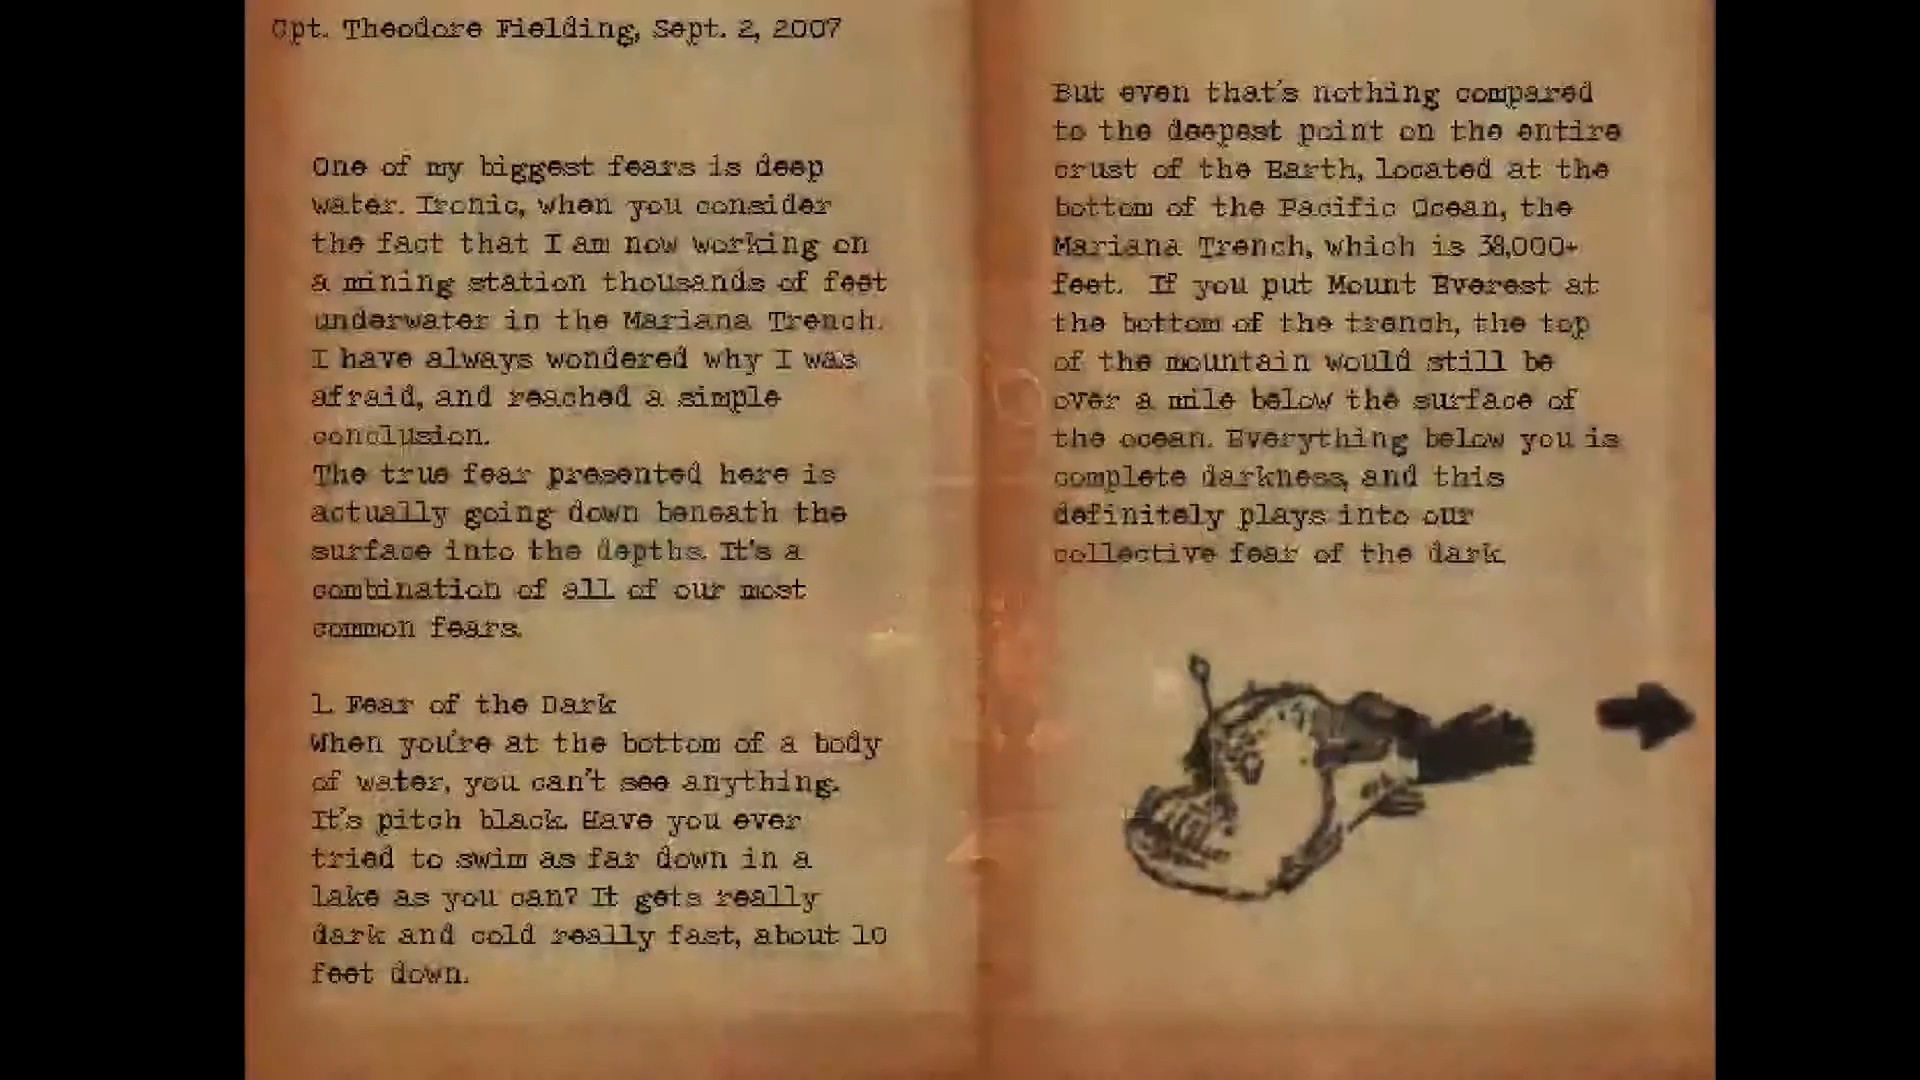 Cpt. Theodore Fielding, Sept. 2, 2007
One of my biggest fears is deep
water. Ironic, when you consider
the fact that I am now working on
a mining station thousands of feet
underwater in the Mariana Trench.
I have always wondered why I was
afraid, and reached a simple
conclusion.
The true fear presented here is
actually going down beneath the
surface into the depths. It's a
combination of all of our most
common fears.
1. Fear of the Dark
When you're at the bottom of a body
of water, you can't see anything.
It's pitch black. Have you ever
tried to swim as far down in a
lake as you can? It gets really
dark and cold really fast, about 10
feet down.
But even that's nothing compared
to the deepest point on the entire
crust of the Earth, located at the
bottom of the Pacific Ocean, the
Mariana Trench, which is 38,000+
feet. If you put Mount Everest at
the bottom of the trench, the top
of the mountain would still be
over a mile below the surface of
the ocean. Everything below you is
complete darkness, and this
definitely plays into our
collective fear of the dark.